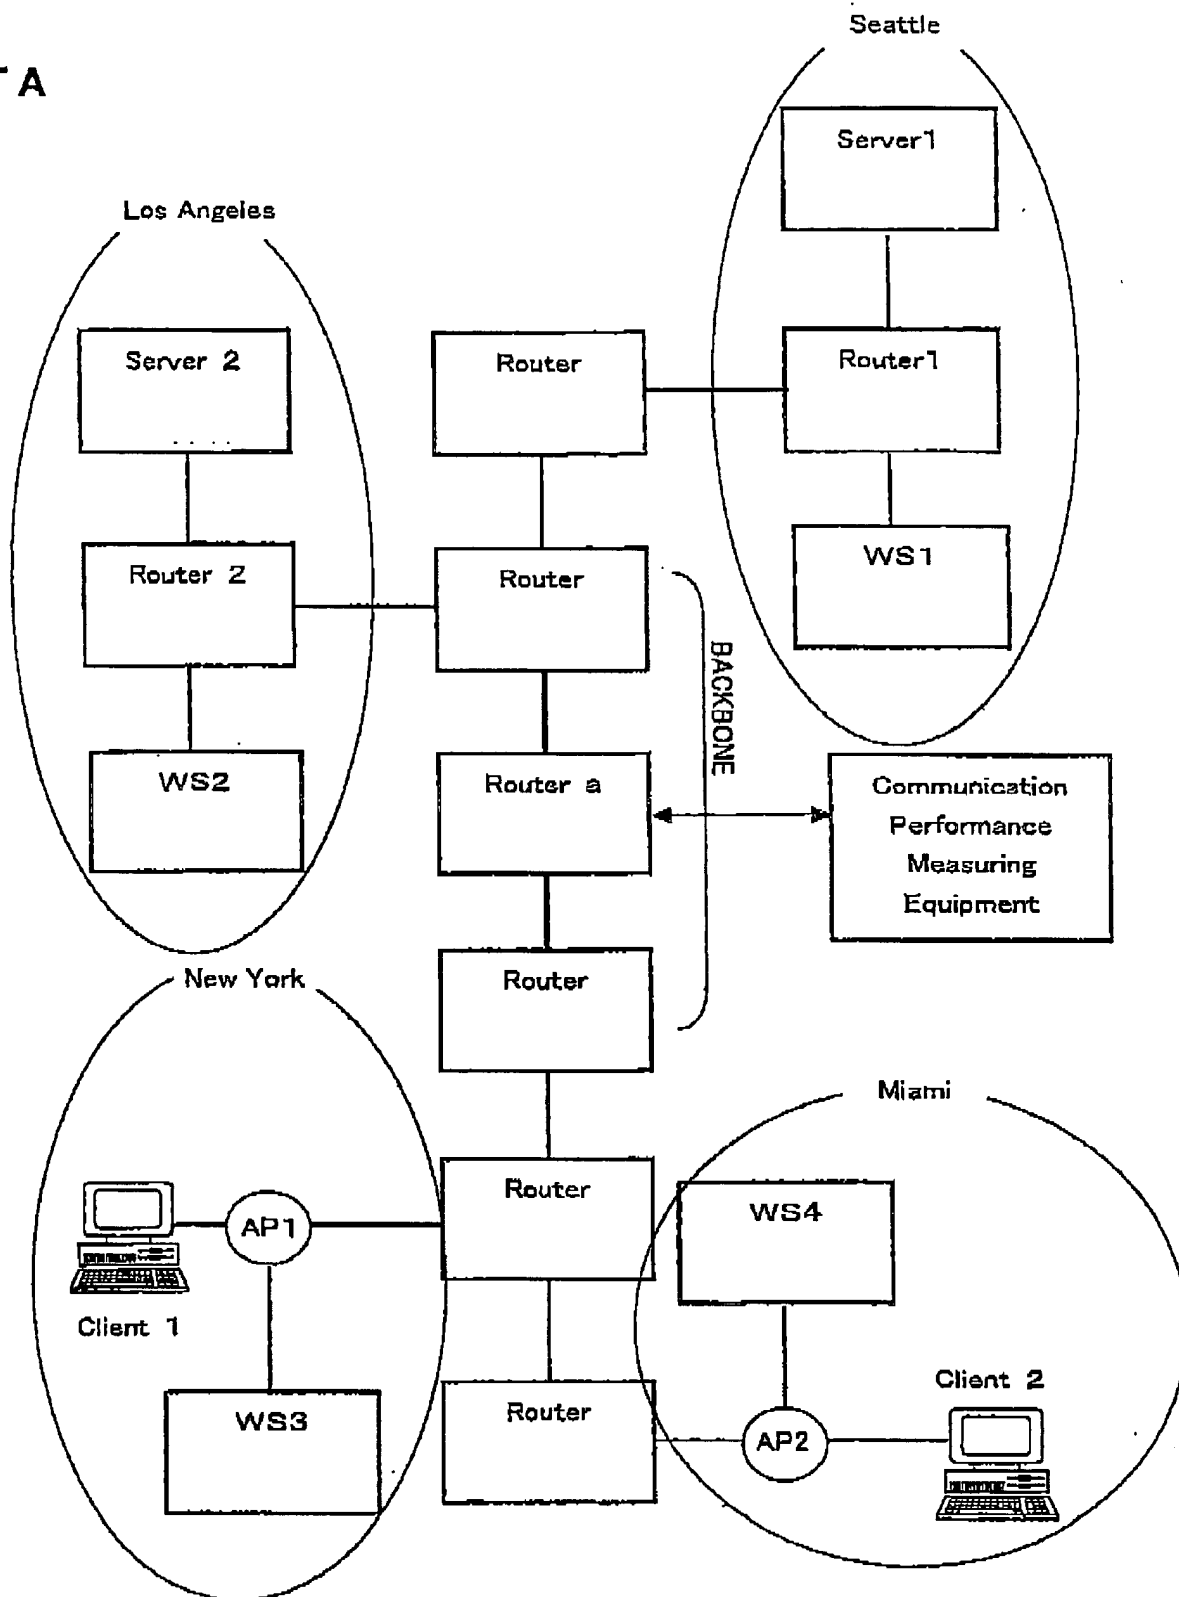 A
Seattle
Server1
Los Angeles
Server 2
Router
Router1
Router 2
Router
WS1
BACKBONE
WS2
Router a
Communication
Performance
Measuring
Equipment
Router
New York
Miami
Router
WS4
AP1
Client 1
WS3
Router
Client 2
AP2